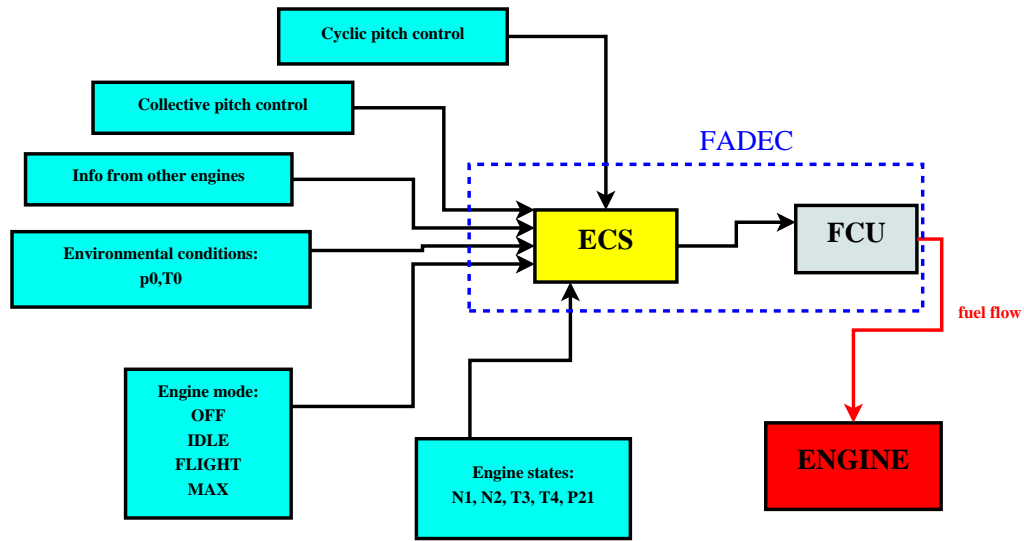 Cyclic pitch control
Collective pitch control
FADEC
Info from other engines
ECS
FCU
Environmental conditions:
p0,T0
fuel flow
Engine mode:
OFF
IDLE
FLIGHT
MAX
Engine states:
N1, N2, T3, T4, P21
ENGINE